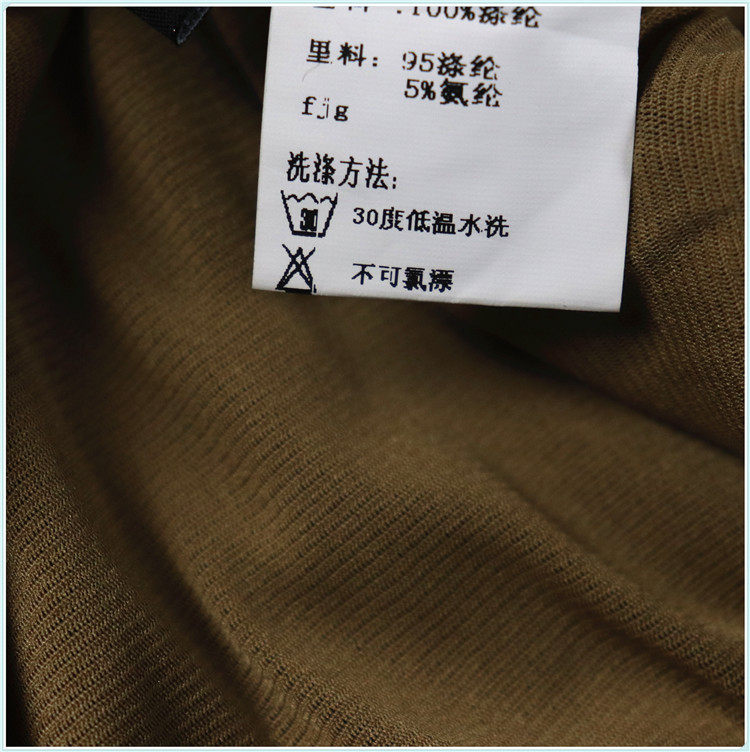 :100%涤纶
里料: 95涤纶
5%氨纶
fjg
洗涤方法:
30 30度低温水洗
不可氯漂